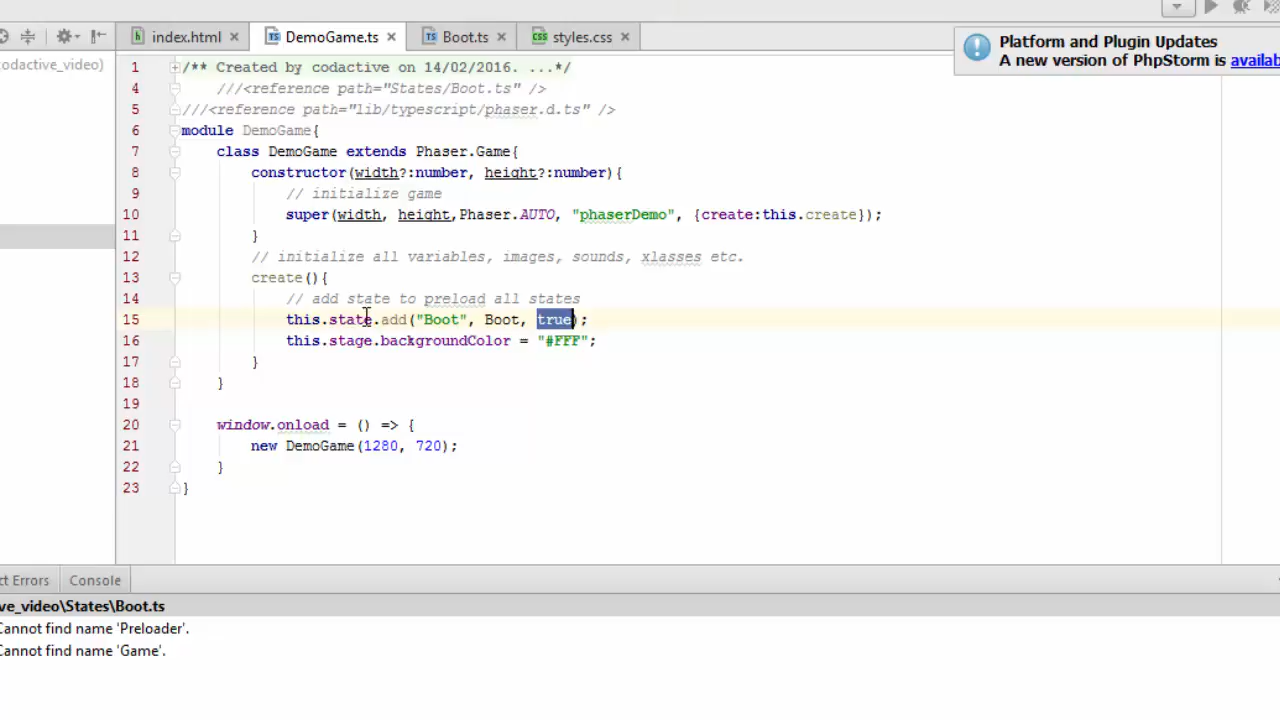 index.html
DemoGame.ts
Boot.ts
styles.css
Platform and Plugin Updates
A new version of PhpStorm is availab
odactive_video)
1 /** Created by codactive on 14/02/2016. ...*/
4 ///<reference path="States/Boot.ts" />
5 ///<reference path="lib/typescript/phaser.d.ts" />
6 module DemoGame{
7 class DemoGame extends Phaser.Game{
8 constructor(width?:number, height?:number){
9 // initialize game
10 super(width, height,Phaser.AUTO, "phaserDemo", {create:this.create});
11 }
12 // initialize all variables, images, sounds, xlasses etc.
13 create(){
14 // add state to preload all states
15 this.state.add("Boot", Boot, true);
16 this.stage.backgroundColor = "#FFF";
17 }
18 }
19
20 window.onload = () => {
21 new DemoGame(1280, 720);
22 }
23 }
ct Errors
Console
ve_video\States\Boot.ts
Cannot find name 'Preloader'.
Cannot find name 'Game'.